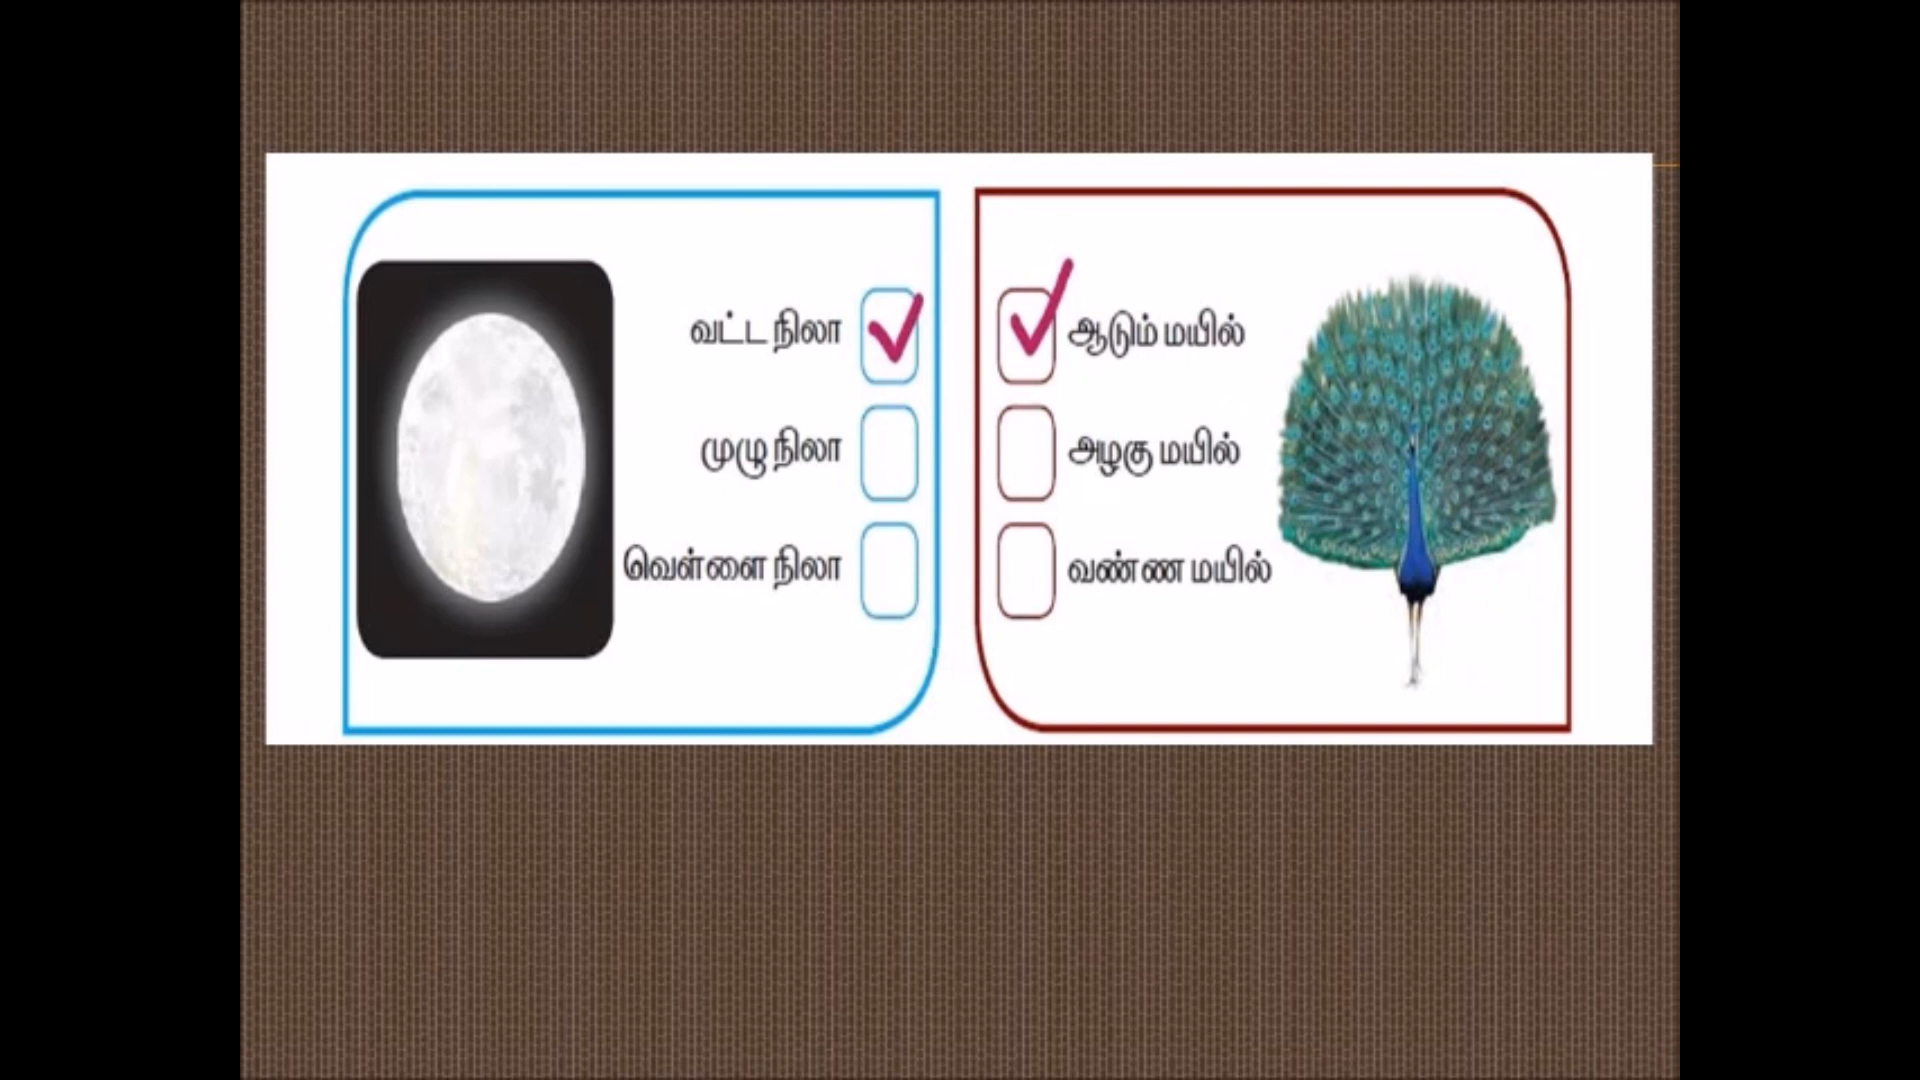 வட்ட நிலா
முழு நிலா
வெள்ளை நிலா
ஆடும் மயில்
அழகு மயில்
வண்ண மயில்